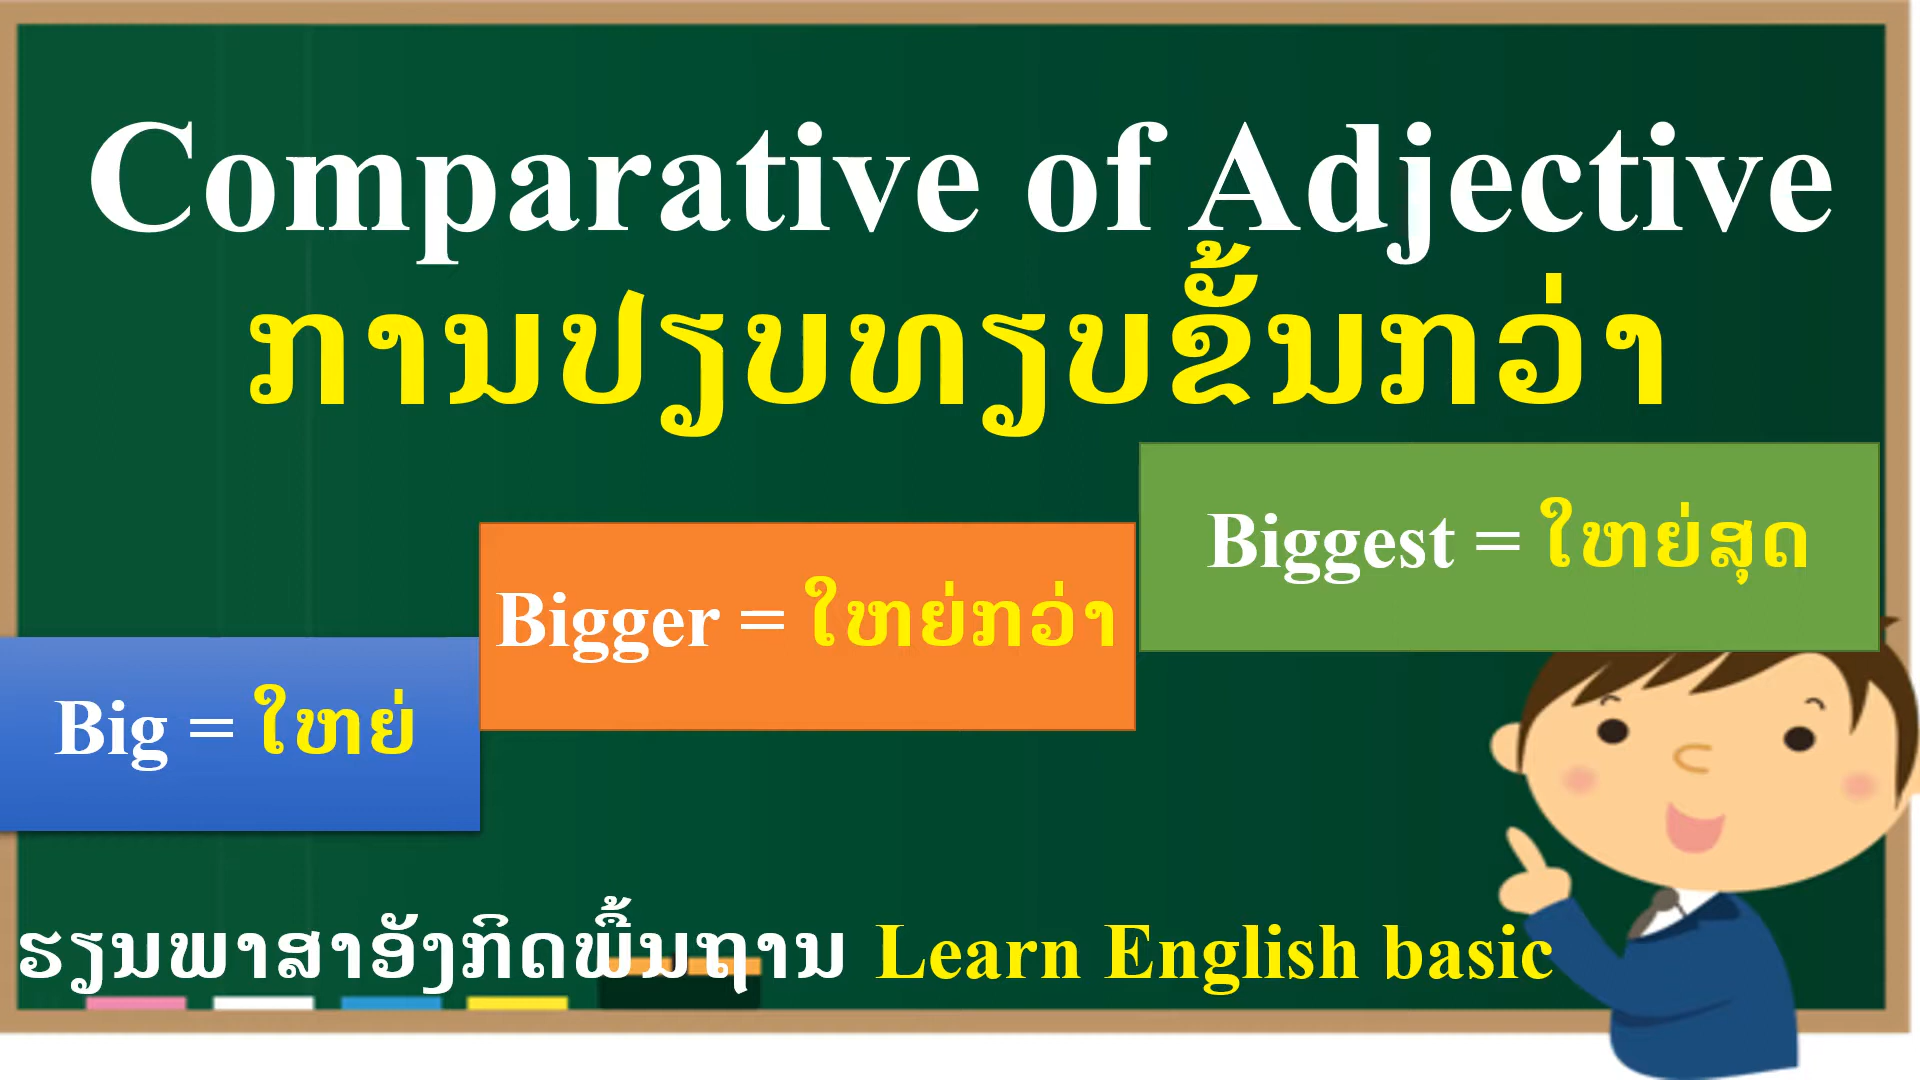 Comparative of Adjective
ການປຽບທຽບຂັ້ນກວ່າ
Big = ໃຫຍ່
Bigger = ໃຫຍ່ກວ່າ
Biggest = ໃຫຍ່ສຸດ
ຮຽນພາສາອັງກິດພື້ນຖານ Learn English basic